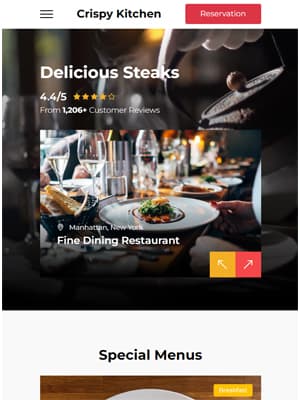 Crispy Kitchen
Reservation
Delicious Steaks
4.4/5
From 1,206+ Customer Reviews
Manhattan, New York
Fine Dining Restaurant
Special Menus
Breakfast